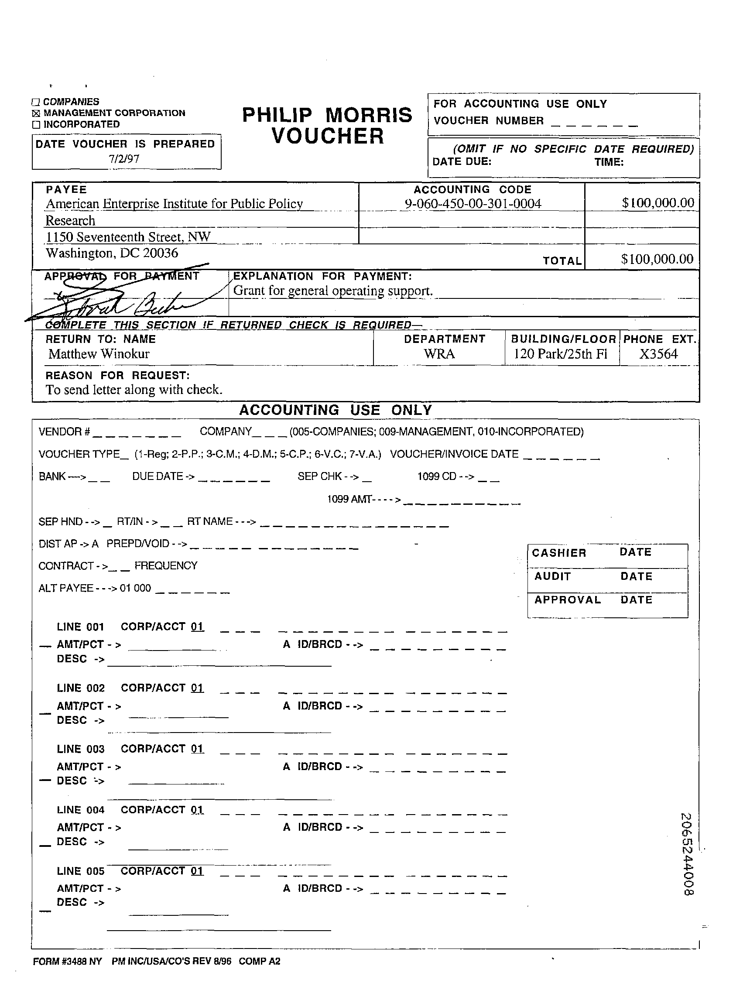 ☐ COMPANIES
☒ MANAGEMENT CORPORATION
☐ INCORPORATED
PHILIP MORRIS
VOUCHER
FOR ACCOUNTING USE ONLY
VOUCHER NUMBER _ _ _ _ _ _
DATE VOUCHER IS PREPARED
7/2/97
(OMIT IF NO SPECIFIC DATE REQUIRED)
DATE DUE: TIME:
PAYEE ACCOUNTING CODE
American Enterprise Institute for Public Policy 9-060-450-00-301-0004 $100,000.00
Research
1150 Seventeenth Street, NW
Washington, DC 20036 TOTAL $100,000.00
APPROVAL FOR PAYMENT EXPLANATION FOR PAYMENT:
Grant for general operating support.
COMPLETE THIS SECTION IF RETURNED CHECK IS REQUIRED—
RETURN TO: NAME DEPARTMENT BUILDING/FLOOR PHONE EXT.
Matthew Winokur WRA 120 Park/25th Fl X3564
REASON FOR REQUEST:
To send letter along with check.
ACCOUNTING USE ONLY
VENDOR # _ _ _ _ _ _ _ COMPANY _ _ _ (005-COMPANIES; 009-MANAGEMENT, 010-INCORPORATED)
VOUCHER TYPE_ (1-Reg; 2-P.P.; 3-C.M.; 4-D.M.; 5-C.P.; 6-V.C.; 7-V.A.) VOUCHER/INVOICE DATE _ _ _ _ _ _
BANK ---> _ _ DUE DATE -> _ _ _ _ _ _ SEP CHK - -> _ 1099 CD - -> _ _
1099 AMT- - - - > _ _ _ _ _ _ _ _ _ _
SEP HND - -> _ RT/IN - > _ _ RT NAME - - -> _ _ _ _ _ _ _ _ _ _ _ _ _ _ _
DIST AP -> A PREPD/VOID - -> _ _ _ _ _ _ _ _ _ _ _ _ _
CASHIER DATE
CONTRACT - >_ _ FREQUENCY
AUDIT DATE
ALT PAYEE - - -> 01 000 _ _ _ _ _ _
APPROVAL DATE
LINE 001 CORP/ACCT 01 _ _ _ _ _ _ _ _ _ _ _ _ _ _ _
— AMT/PCT - > __________ A ID/BRCD - -> _ _ _ _ _ _ _ _ _
DESC -> __________
LINE 002 CORP/ACCT 01 _ _ _ _ _ _ _ _ _ _ _ _ _ _ _
AMT/PCT - > __________ A ID/BRCD - -> _ _ _ _ _ _ _ _ _
— DESC -> __________
LINE 003 CORP/ACCT 01 _ _ _ _ _ _ _ _ _ _ _ _ _ _ _
AMT/PCT - > __________ A ID/BRCD - -> _ _ _ _ _ _ _ _ _
— DESC -> __________
LINE 004 CORP/ACCT 01 _ _ _ _ _ _ _ _ _ _ _ _ _ _ _
AMT/PCT - > __________ A ID/BRCD - -> _ _ _ _ _ _ _ _ _
— DESC -> __________
LINE 005 CORP/ACCT 01 _ _ _ _ _ _ _ _ _ _ _ _ _ _ _
AMT/PCT - > __________ A ID/BRCD - -> _ _ _ _ _ _ _ _ _
DESC -> __________
2065244008
FORM #3488 NY PM INC/USA/CO'S REV 8/96 COMP A2